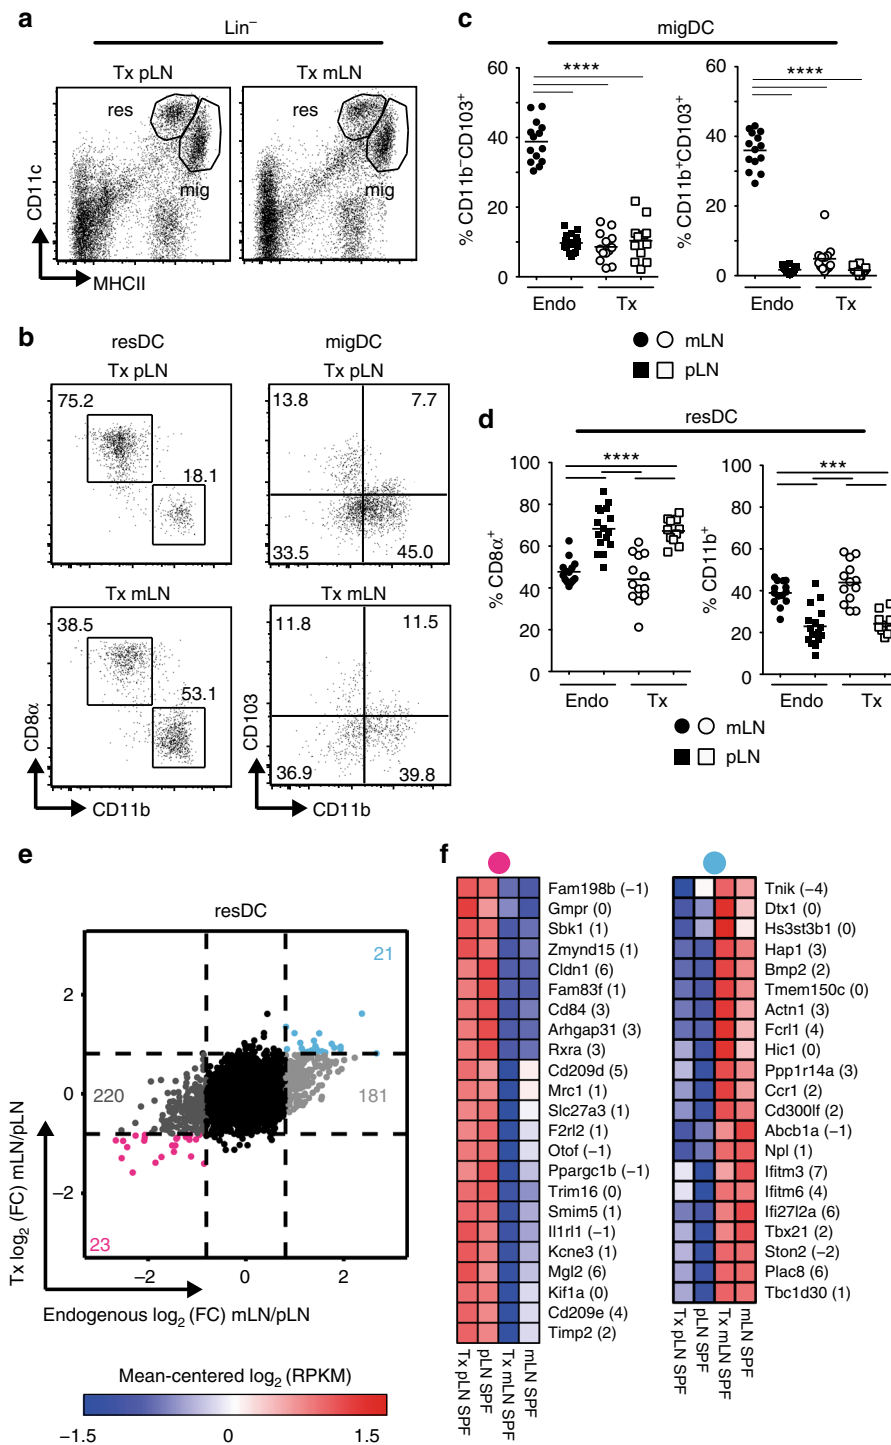 a
Lin−
Tx pLN
Tx mLN
res
res
mig
CD11c
MHCII
b
resDC
migDC
Tx pLN
Tx pLN
75.2
18.1
13.8
7.7
33.5
45.0
Tx mLN
Tx mLN
38.5
53.1
11.8
11.5
36.9
39.8
CD8α
CD11b
CD103
CD11b
c
migDC
****
****
% CD11b−CD103+
60
40
20
0
Endo
Tx
% CD11b+CD103+
60
40
20
0
Endo
Tx
mLN
pLN
d
resDC
****
***
% CD8α+
100
80
60
40
20
0
Endo
Tx
% CD11b+
100
80
60
40
20
0
Endo
Tx
mLN
pLN
e
resDC
21
220
181
23
2
0
−2
−2
0
2
Tx log2 (FC) mLN/pLN
Endogenous log2 (FC) mLN/pLN
Mean-centered log2 (RPKM)
−1.5
0
1.5
f
Fam198b (−1)
Gmpr (0)
Sbk1 (1)
Zmynd15 (1)
Cldn1 (6)
Fam83f (1)
Cd84 (3)
Arhgap31 (3)
Rxra (3)
Cd209d (5)
Mrc1 (1)
Slc27a3 (1)
F2rl2 (1)
Otof (−1)
Ppargc1b (−1)
Trim16 (0)
Smim5 (1)
Il1rl1 (−1)
Kcne3 (1)
Mgl2 (6)
Kif1a (0)
Cd209e (4)
Timp2 (2)
Tx pLN SPF
pLN SPF
Tx mLN SPF
mLN SPF
Tnik (−4)
Dtx1 (0)
Hs3st3b1 (0)
Hap1 (3)
Bmp2 (2)
Tmem150c (0)
Actn1 (3)
Fcrl1 (4)
Hic1 (0)
Ppp1r14a (3)
Ccr1 (2)
Cd300lf (2)
Abcb1a (−1)
Npl (1)
Ifitm3 (7)
Ifitm6 (4)
Ifi27l2a (6)
Tbx21 (2)
Ston2 (−2)
Plac8 (6)
Tbc1d30 (1)
Tx pLN SPF
pLN SPF
Tx mLN SPF
mLN SPF